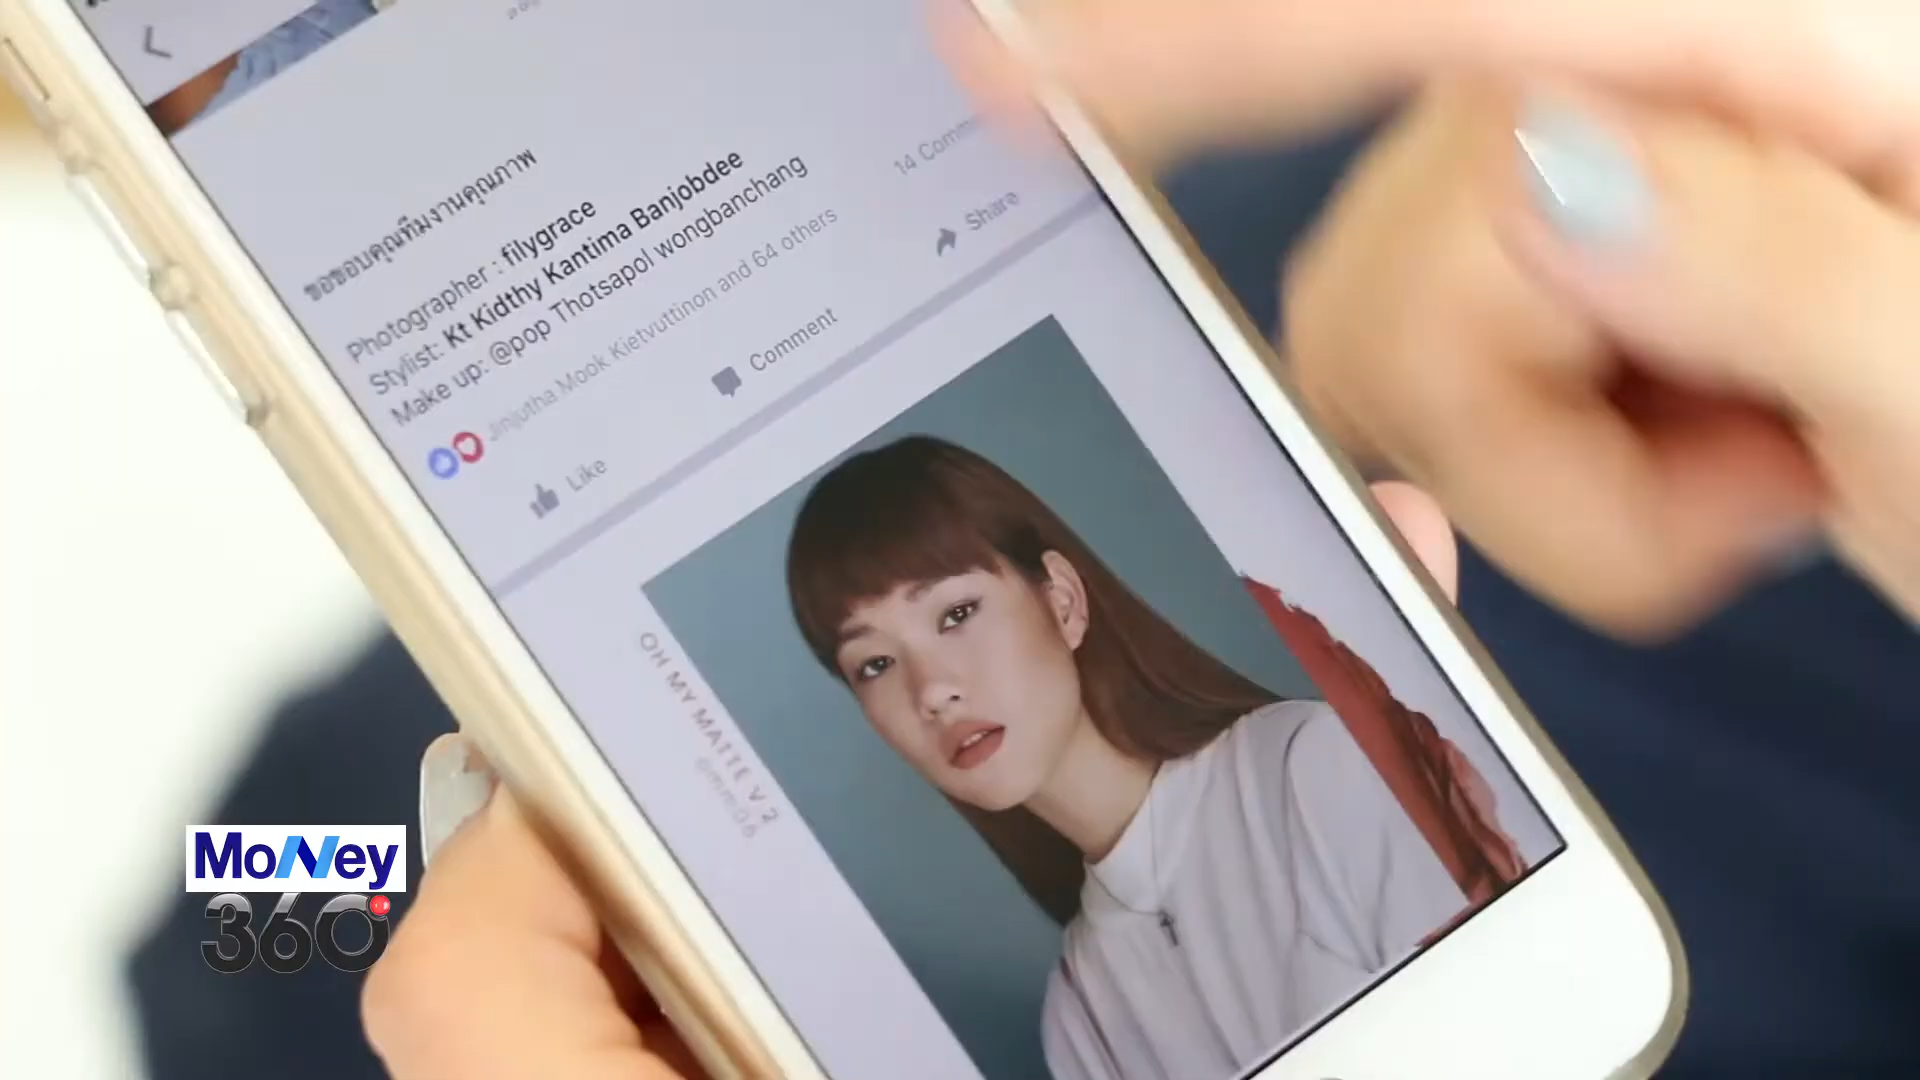 ขอขอบคุณทีมงานคุณภาพ
Photographer : filygrace
Stylist: Kt Kidthy Kantima Banjobdee
Make up: @pop Thotsapol wongbanchang
Jinjutha Mook Kietvuttinon and 64 others
14
Like
Comment
Share
OH MY MATTE V.2
Money
360